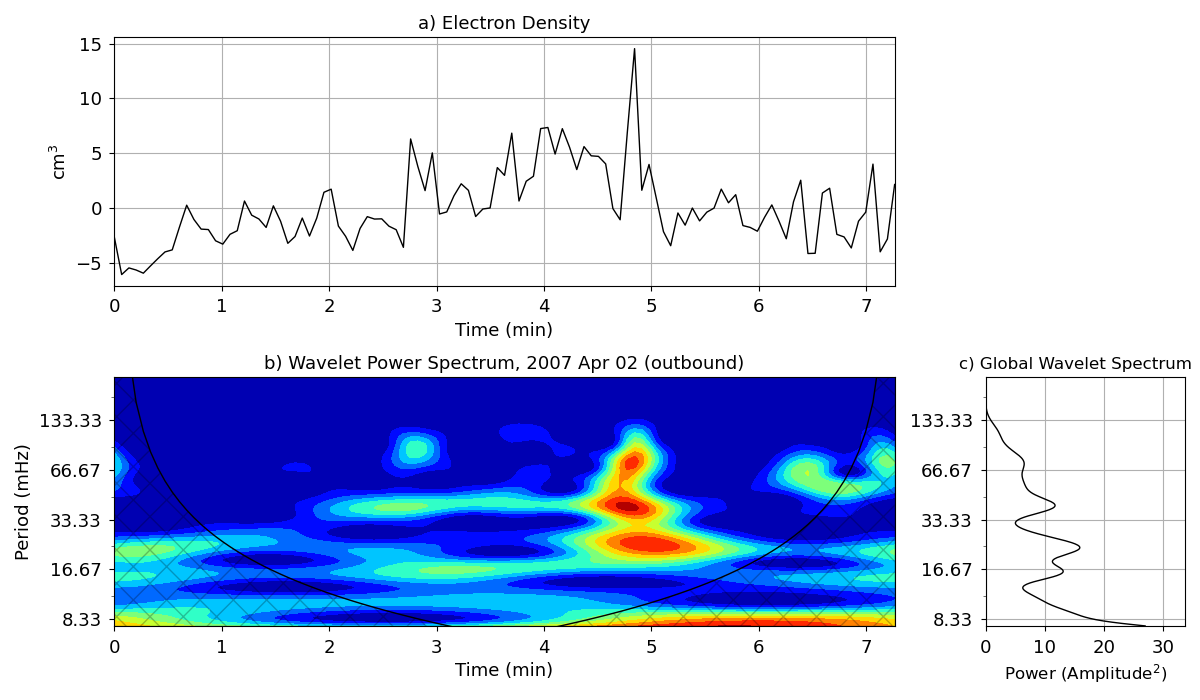 a) Electron Density
15
10
5
0
−5
cm³
0 1 2 3 4 5 6 7
Time (min)
b) Wavelet Power Spectrum, 2007 Apr 02 (outbound)
133.33
66.67
33.33
16.67
8.33
Period (mHz)
0 1 2 3 4 5 6 7
Time (min)
c) Global Wavelet Spectrum
133.33
66.67
33.33
16.67
8.33
0 10 20 30
Power (Amplitude²)